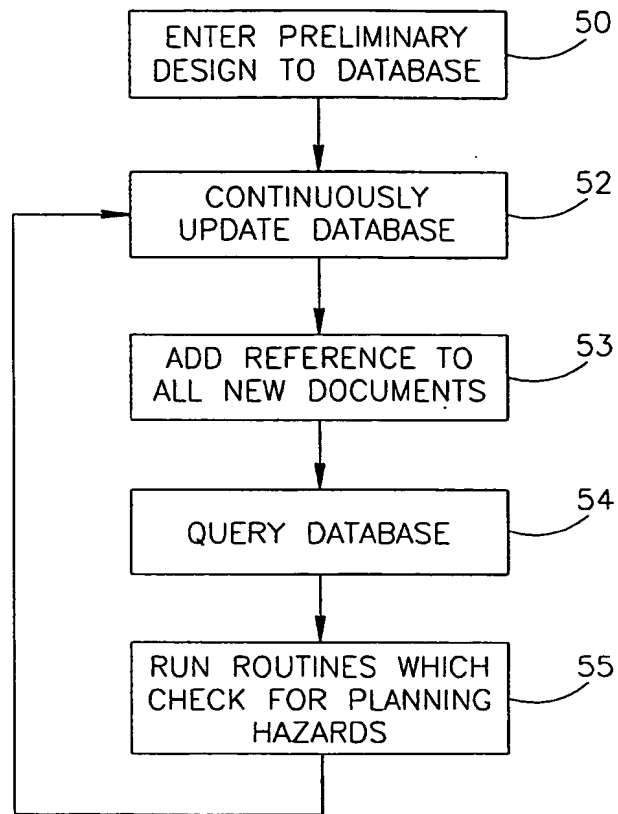 ENTER PRELIMINARY
DESIGN TO DATABASE
50
CONTINUOUSLY
UPDATE DATABASE
52
ADD REFERENCE TO
ALL NEW DOCUMENTS
53
QUERY DATABASE
54
RUN ROUTINES WHICH
CHECK FOR PLANNING
HAZARDS
55